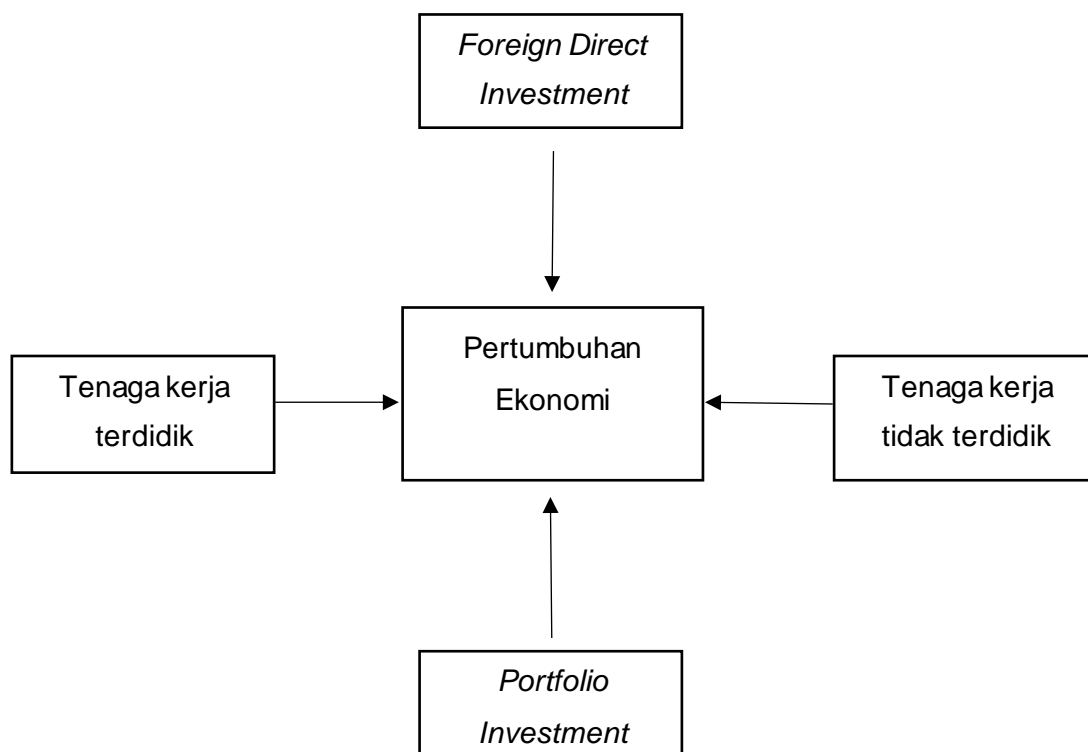 Foreign Direct
Investment
Pertumbuhan
Ekonomi
Tenaga kerja
terdidik
Tenaga kerja
tidak terdidik
Portfolio
Investment